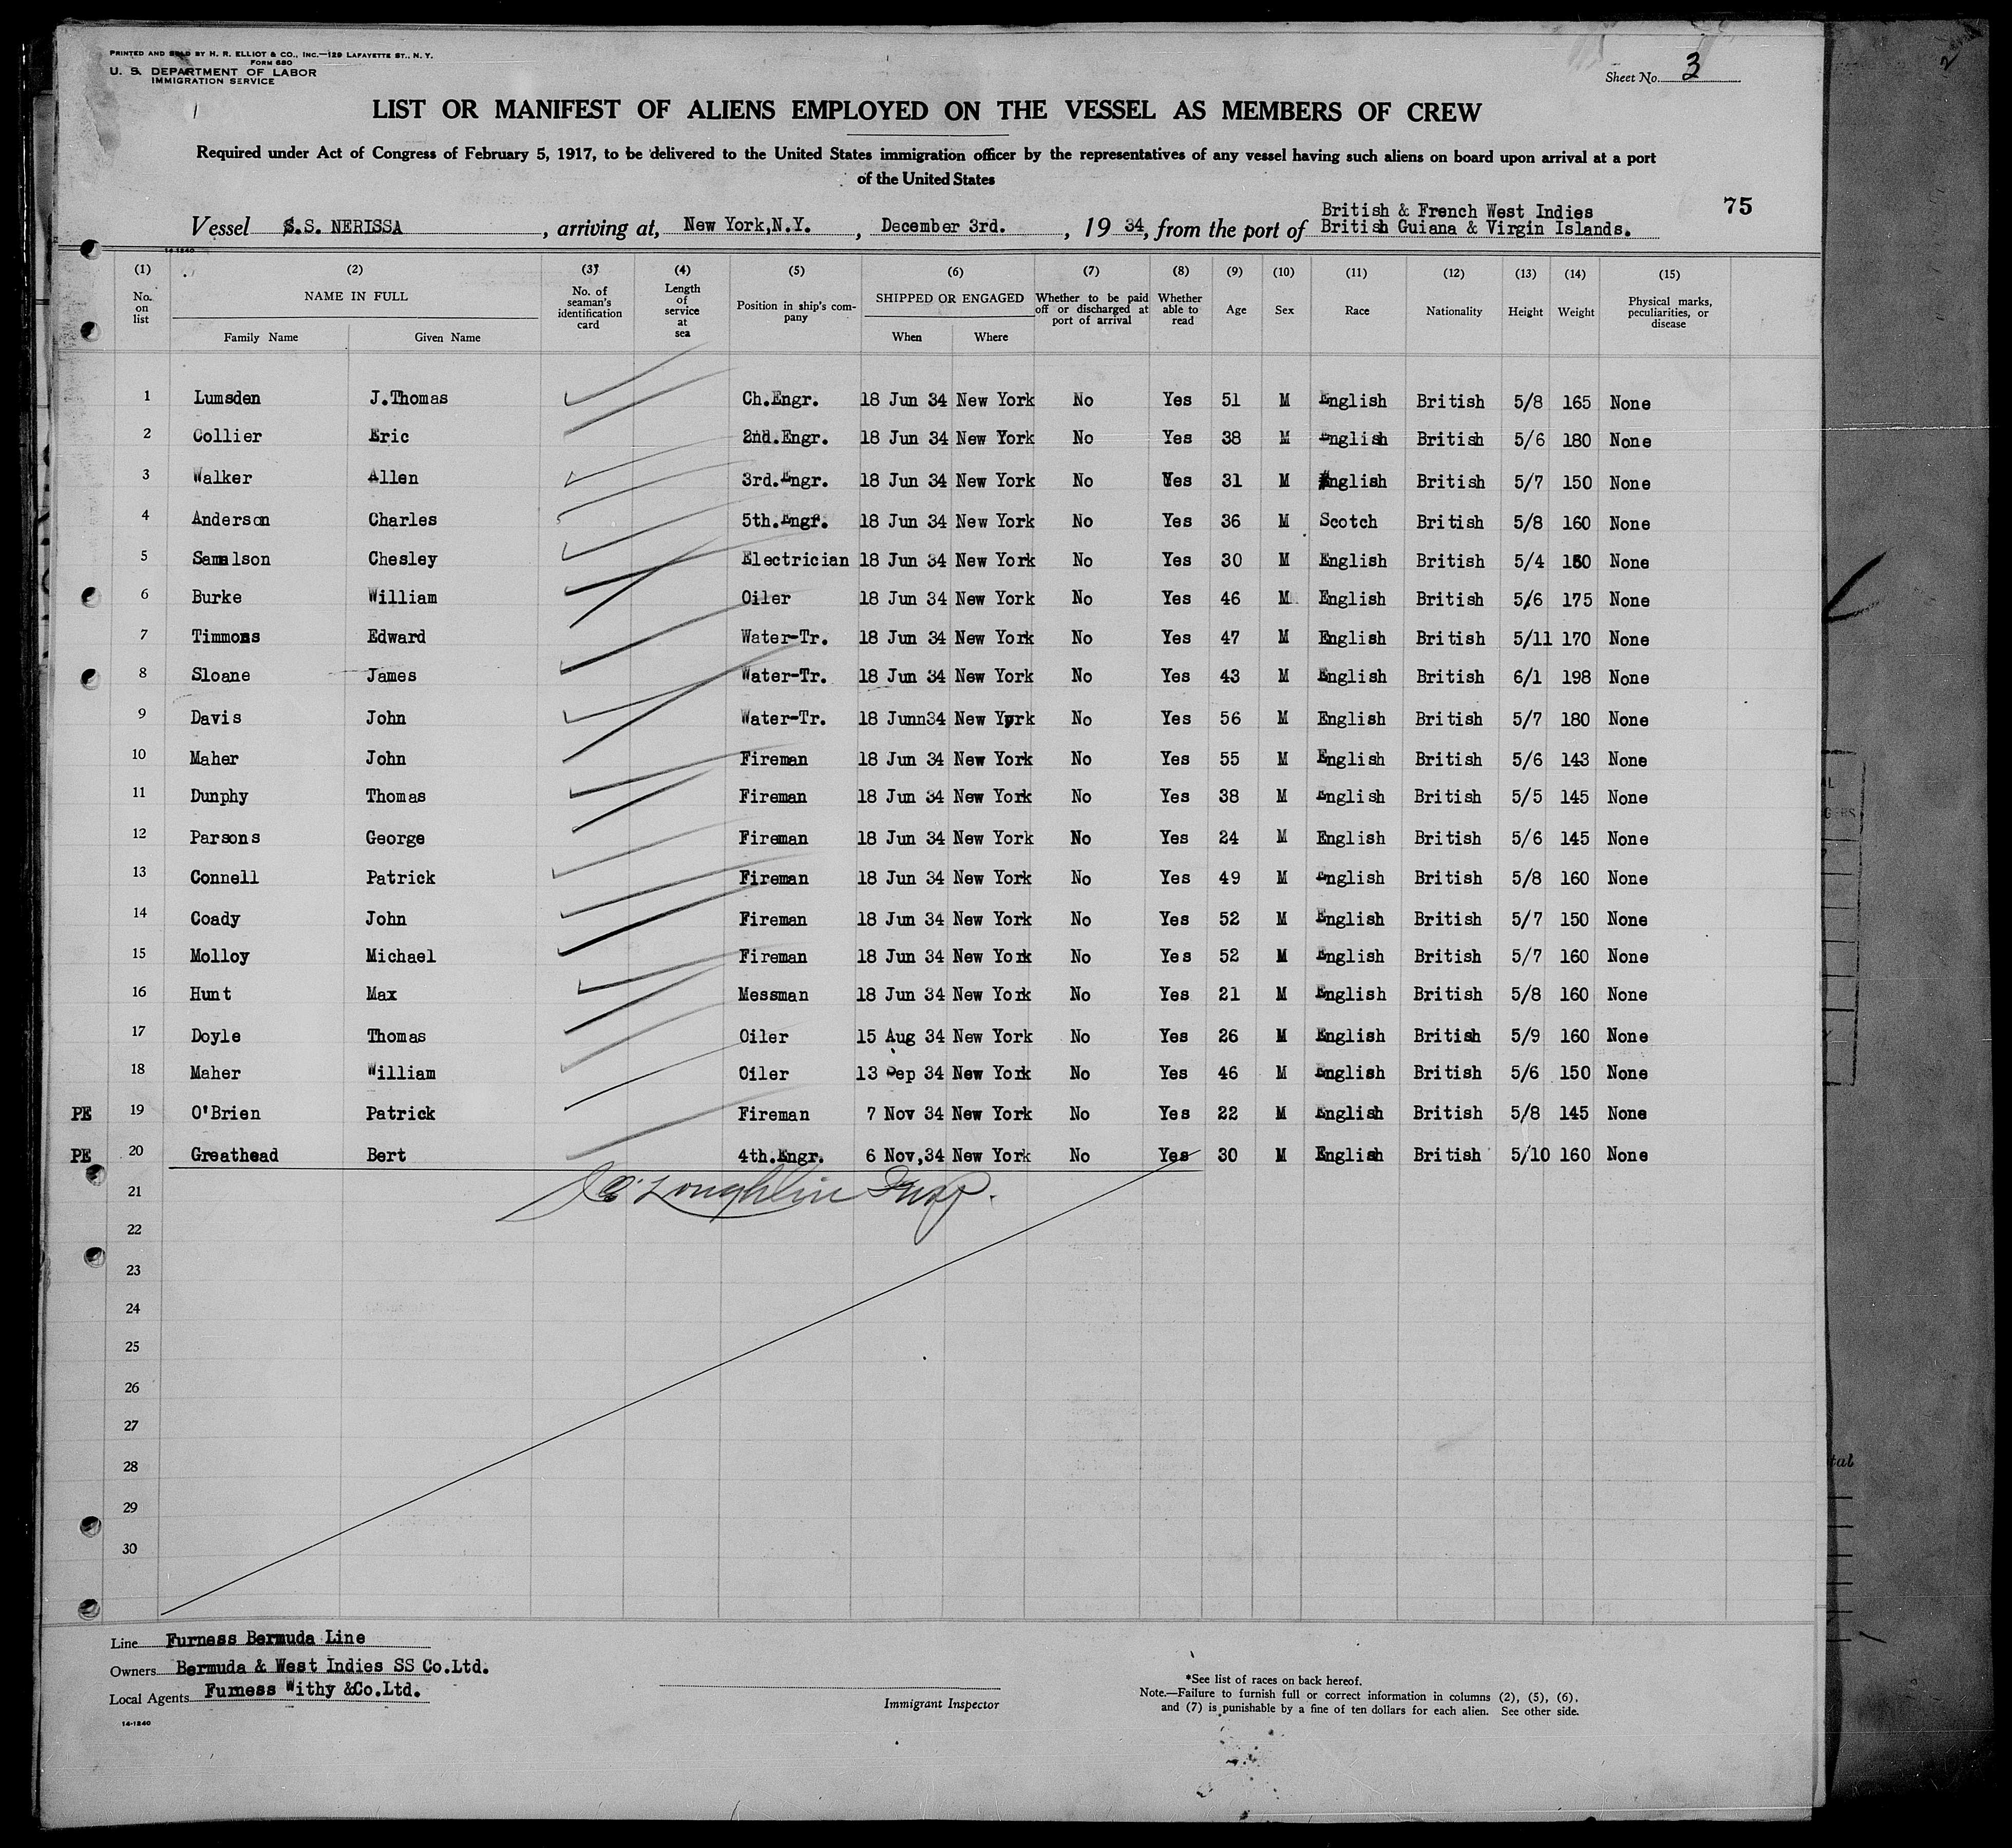 PRINTED AND SOLD BY H. R. ELLIOT & CO., INC.—129 LAFAYETTE ST., N. Y.
FORM 680
U. S. DEPARTMENT OF LABOR
IMMIGRATION SERVICE
Sheet No. 3
LIST OR MANIFEST OF ALIENS EMPLOYED ON THE VESSEL AS MEMBERS OF CREW
Required under Act of Congress of February 5, 1917, to be delivered to the United States immigration officer by the representatives of any vessel having such aliens on board upon arrival at a port
of the United States
75
Vessel S.S. NERISSA, arriving at, New York,N.Y., December 3rd., 19 34, from the port of British & French West Indies
British Guiana & Virgin Islands.
14-1240
(1) (2) (3) (4) (5) (6) (7) (8) (9) (10) (11) (12) (13) (14) (15)
No. on list NAME IN FULL Family Name Given Name No. of seaman's identification card Length of service at sea Position in ship's company SHIPPED OR ENGAGED When Where Whether to be paid off or discharged at port of arrival Whether able to read Age Sex Race Nationality Height Weight Physical marks, peculiarities, or disease
1 Lumsden J.Thomas Ch.Engr. 18 Jun 34 New York No Yes 51 M English British 5/8 165 None
2 Collier Eric 2nd.Engr. 18 Jun 34 New York No Yes 38 M English British 5/6 180 None
3 Walker Allen 3rd.Engr. 18 Jun 34 New York No Yes 31 M English British 5/7 150 None
4 Anderson Charles 5th.Engr. 18 Jun 34 New York No Yes 36 M Scotch British 5/8 160 None
5 Chesley Electrician 18 Jun 34 New York No Yes 30 M English British 5/4 None
6 Burke William Oiler 18 Jun 34 New York No Yes 46 M English British 5/6 175 None
7 Timmons Edward Water-Tr. 18 Jun 34 New York No Yes 47 M English British 5/11 170 None
8 Sloane James Water-Tr. 18 Jun 34 New York No Yes 43 M English British 6/1 198 None
9 Davis John Water-Tr. 18 Junn34 New York No Yes 56 M English British 5/7 180 None
10 Maher John Fireman 18 Jun 34 New York No Yes 55 M English British 5/6 143 None
11 Dunphy Thomas Fireman 18 Jun 34 New York No Yes 38 M English British 5/5 145 None
12 Parsons George Fireman 18 Jun 34 New York No Yes 24 M English British 5/6 145 None
13 Connell Patrick Fireman 18 Jun 34 New York No Yes 49 M English British 5/8 160 None
14 Coady John Fireman 18 Jun 34 New York No Yes 52 M English British 5/7 150 None
15 Molloy Michael Fireman 18 Jun 34 New York No Yes 52 M English British 5/7 160 None
16 Hunt Max Messman 18 Jun 34 New York No Yes 21 M English British 5/8 160 None
17 Doyle Thomas Oiler 15 Aug 34 New York No Yes 26 M English British 5/9 160 None
18 Maher William Oiler 13 Sep 34 New York No Yes 46 M English British 5/6 150 None
PE 19 O'Brien Patrick Fireman 7 Nov 34 New York No Yes 22 M English British 5/8 145 None
PE 20 Greathead Bert 4th.Engr. 6 Nov,34 New York No Yes 30 M English British 5/10 160 None
21
22
23
24
25
26
27
28
29
30
Line Furness Bermuda Line
Owners Bermuda & West Indies SS Co.Ltd.
Local Agents Furness Withy &Co.Ltd.
14-1240
Immigrant Inspector
*See list of races on back hereof.
Note.—Failure to furnish full or correct information in columns (2), (5), (6),
and (7) is punishable by a fine of ten dollars for each alien. See other side.